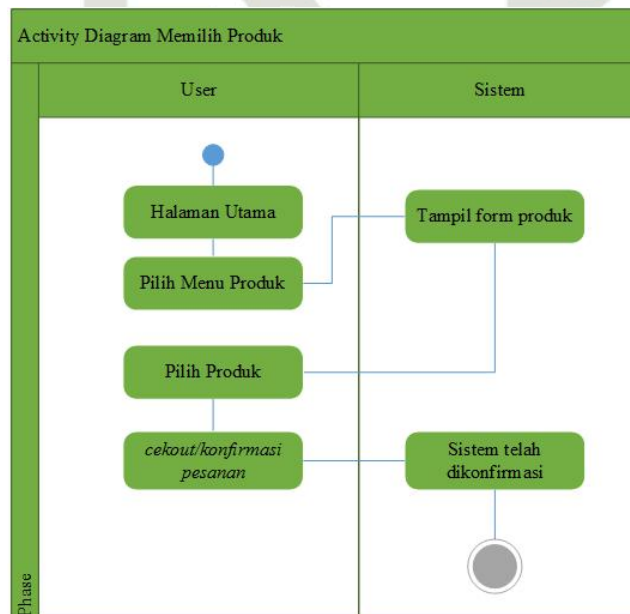 Activity Diagram Memilih Produk
User
Sistem
Halaman Utama
Tampil form produk
Pilih Menu Produk
Pilih Produk
cekout/konfirmasi
pesanan
Sistem telah
dikonfirmasi
Phase